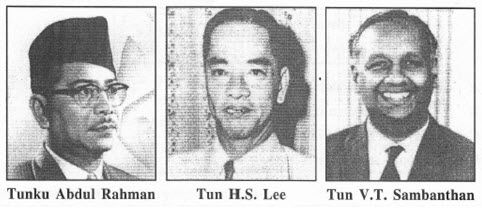 Tunku Abdul Rahman
Tun H.S. Lee
Tun V.T. Sambanthan